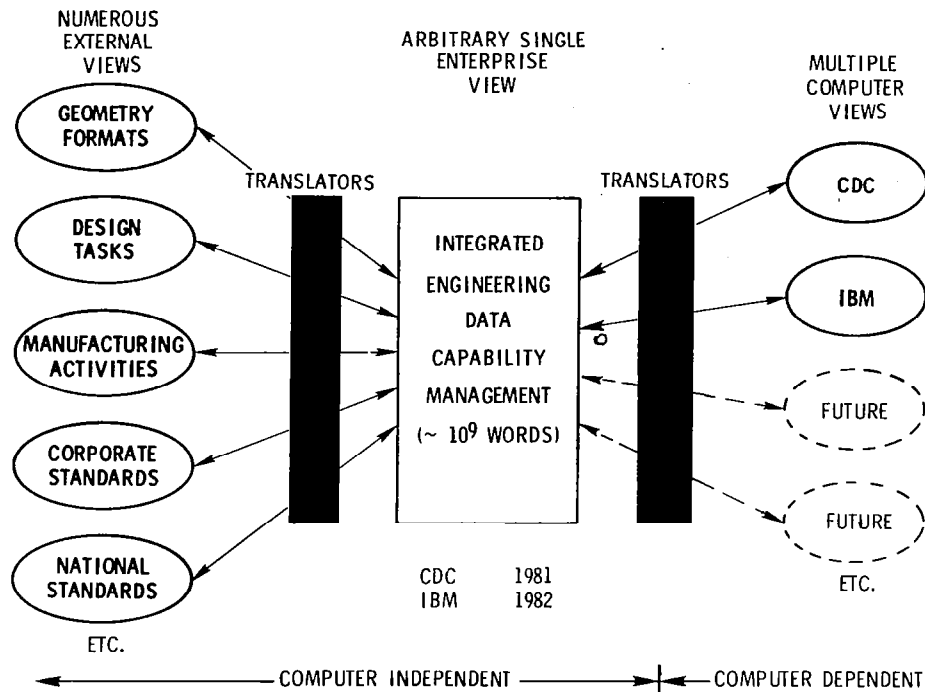 NUMEROUS
EXTERNAL
VIEWS
GEOMETRY
FORMATS
DESIGN
TASKS
MANUFACTURING
ACTIVITIES
CORPORATE
STANDARDS
NATIONAL
STANDARDS
ETC.
TRANSLATORS
ARBITRARY SINGLE
ENTERPRISE
VIEW
INTEGRATED
ENGINEERING
DATA
CAPABILITY
MANAGEMENT
(~ 10⁹ WORDS)
CDC 1981
IBM 1982
TRANSLATORS
MULTIPLE
COMPUTER
VIEWS
CDC
IBM
FUTURE
FUTURE
ETC.
COMPUTER INDEPENDENT
COMPUTER DEPENDENT